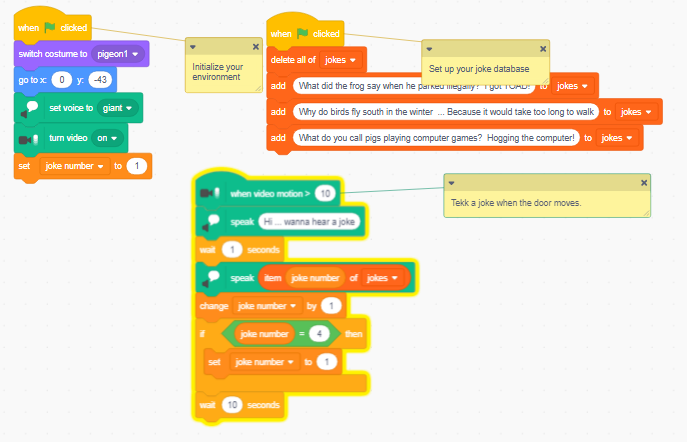 when clicked
switch costume to pigeon1
go to x: 0 y: -43
set voice to giant
turn video on
set joke number to 1
Initialize your
environment
when clicked
delete all of jokes
add What did the frog say when he parked illegally? I got TOAD! to jokes
add Why do birds fly south in the winter ... Because it would take too long to walk to jokes
add What do you call pigs playing computer games? Hogging the computer! to jokes
Set up your joke database
when video motion > 10
speak Hi ... wanna hear a joke
wait 1 seconds
speak item joke number of jokes
change joke number by 1
if joke number = 4 then
set joke number to 1
wait 10 seconds
Tekk a joke when the door moves.